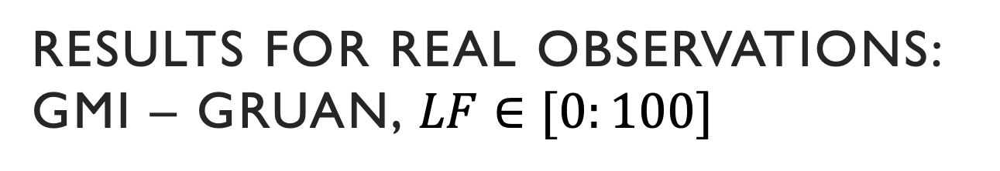 RESULTS FOR REAL OBSERVATIONS:
GMI – GRUAN, LF ∈ [0: 100]